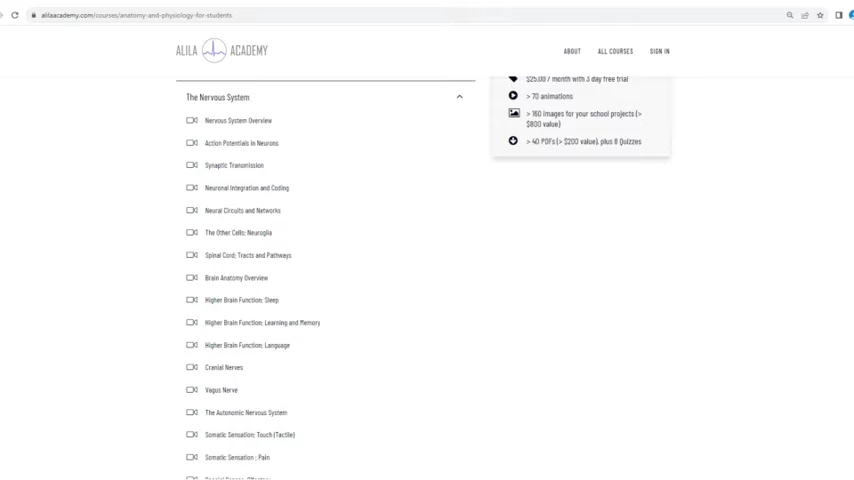 alilaacademy.com/courses/anatomy-and-physiology-for-students
ALILA ACADEMY
ABOUT
ALL COURSES
SIGN IN
The Nervous System
Nervous System Overview
Action Potentials in Neurons
Synaptic Transmission
Neuronal Integration and Coding
Neural Circuits and Networks
The Other Cells; Neuroglia
Spinal Cord; Tracts and Pathways
Brain Anatomy Overview
Higher Brain Function; Sleep
Higher Brain Function; Learning and Memory
Higher Brain Function; Language
Cranial Nerves
Vagus Nerve
The Autonomic Nervous System
Somatic Sensation; Touch (Tactile)
Somatic Sensation ; Pain
$25.00 / month with 3 day free trial
> 70 animations
> 160 images for your school projects (>
$800 value)
> 40 PDFs (> $200 value), plus 8 Quizzes